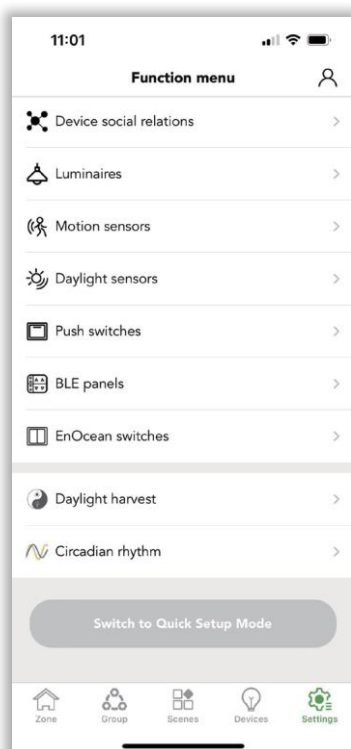 11:01
Function menu
Device social relations
Luminaires
Motion sensors
Daylight sensors
Push switches
BLE panels
EnOcean switches
Daylight harvest
Circadian rhythm
Switch to Quick Setup Mode
Zone Group Scenes Devices Settings